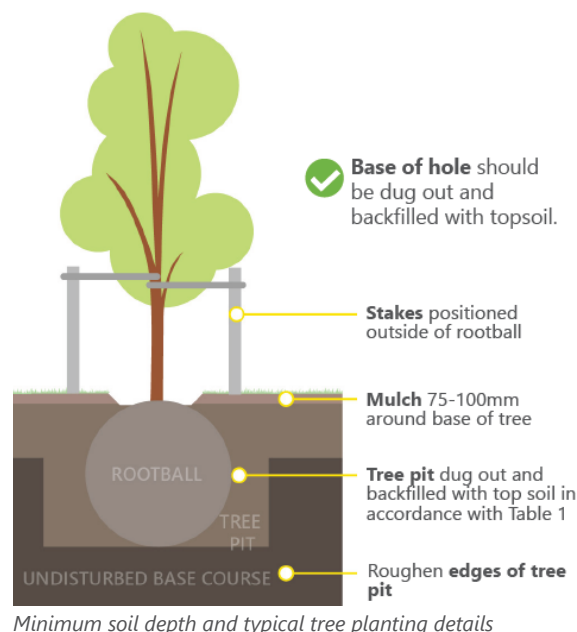 Base of hole should
be dug out and
backfilled with topsoil.
Stakes positioned
outside of rootball
Mulch 75-100mm
around base of tree
ROOTBALL
Tree pit dug out and
backfilled with top soil in
accordance with Table 1
TREE
PIT
UNDISTURBED BASE COURSE
Roughen edges of tree
pit
Minimum soil depth and typical tree planting details